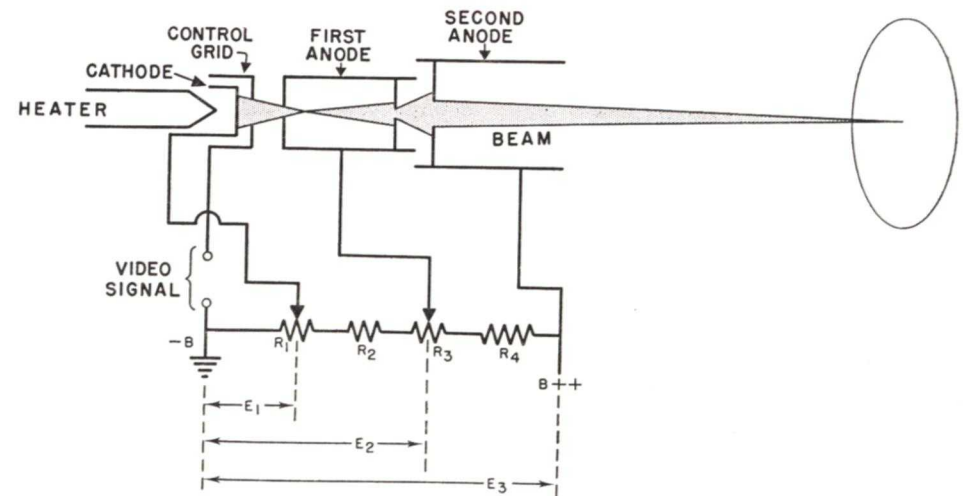 SECOND
ANODE
CONTROL
GRID
FIRST
ANODE
CATHODE
HEATER
BEAM
VIDEO
SIGNAL
-B
R1
R2
R3
R4
B++
E1
E2
E3